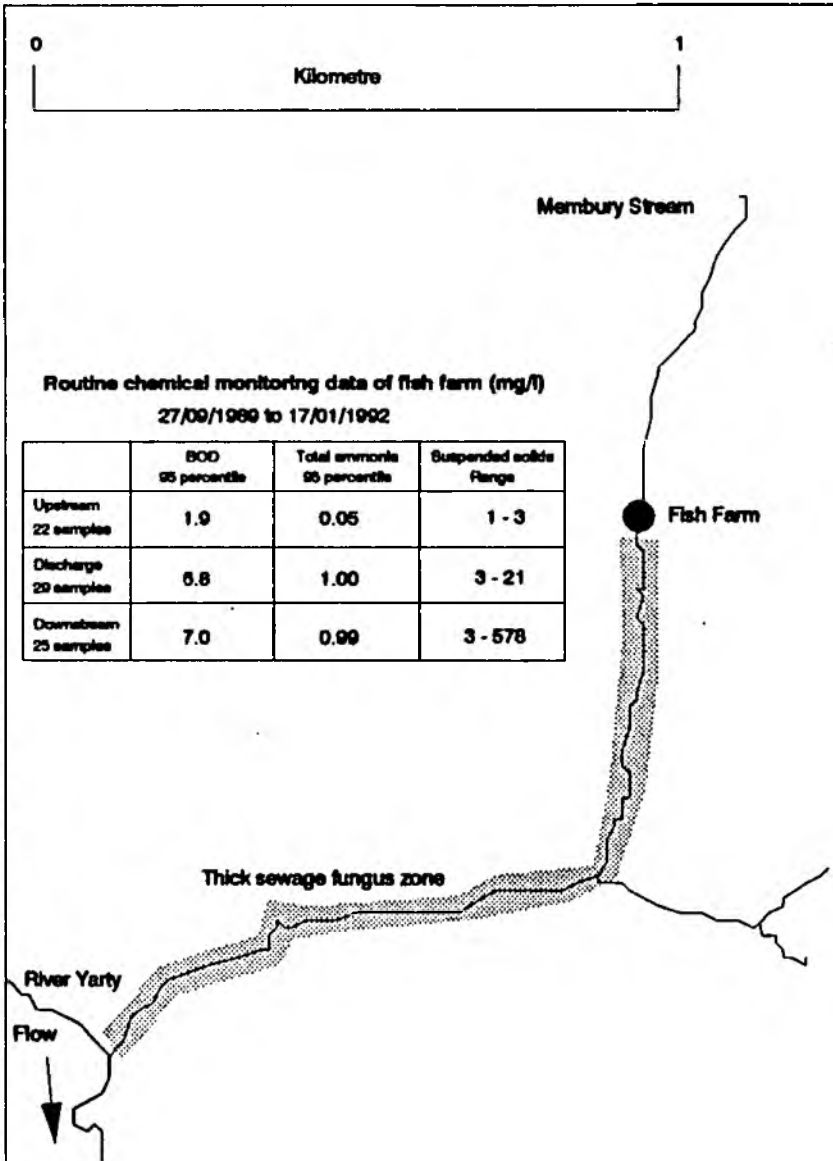 0
1
Kilometre
Membury Stream
Routine chemical monitoring data of fish farm (mg/l)
27/09/1989 to 17/01/1992
BOD
95 percentile
Total ammonia
95 percentile
Suspended solids
Range
Upstream
22 samples
1.9
0.05
1 - 3
Discharge
29 samples
6.8
1.00
3 - 21
Downstream
25 samples
7.0
0.99
3 - 578
Fish Farm
Thick sewage fungus zone
River Yarty
Flow